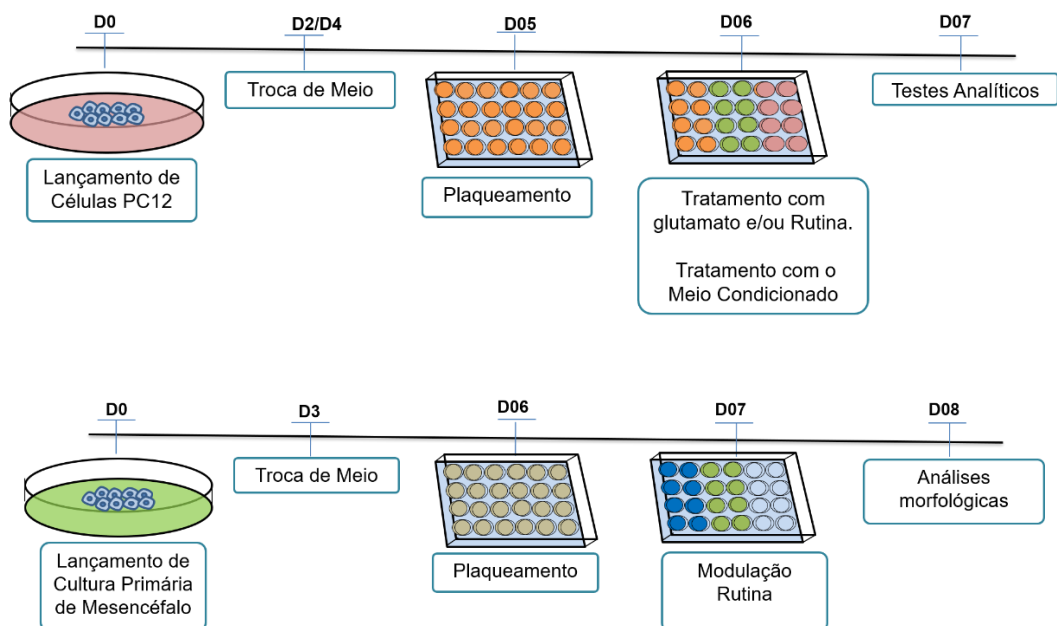 D0
D2/D4
D05
D06
D07
Lançamento de
Células PC12
Troca de Meio
Plaqueamento
Tratamento com
glutamato e/ou Rutina.
Tratamento com o
Meio Condicionado
Testes Analíticos
D0
D3
D06
D07
D08
Lançamento de
Cultura Primária
de Mesencéfalo
Troca de Meio
Plaqueamento
Modulação
Rutina
Análises
morfológicas